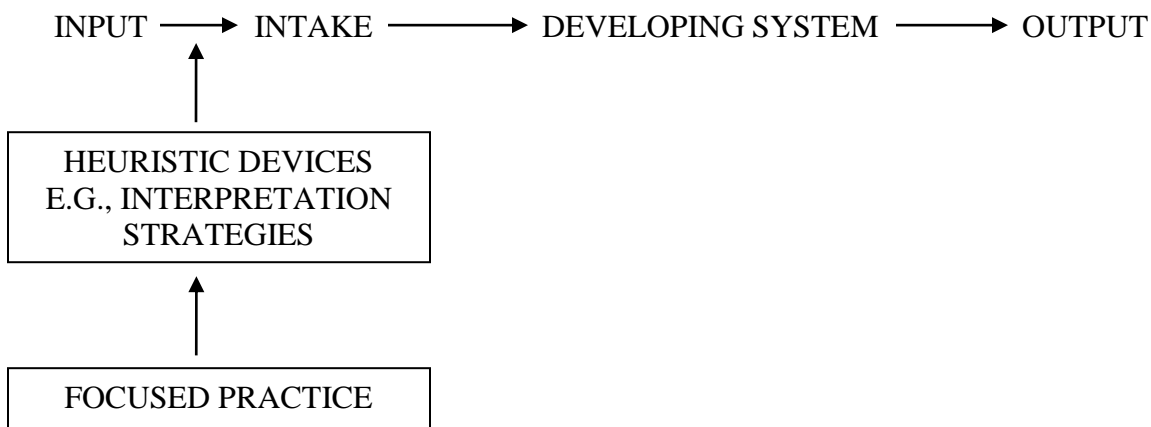 INPUT INTAKE DEVELOPING SYSTEM OUTPUT
HEURISTIC DEVICES
E.G., INTERPRETATION
STRATEGIES
FOCUSED PRACTICE